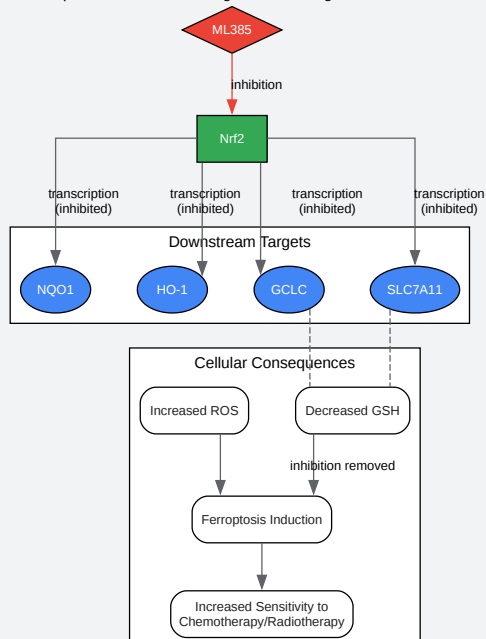 ML385
inhibition
Nrf2
transcription
(inhibited)
transcription
(inhibited)
transcription
(inhibited)
transcription
(inhibited)
Downstream Targets
NQO1
HO-1
GCLC
SLC7A11
Cellular Consequences
Increased ROS
Decreased GSH
inhibition removed
Ferroptosis Induction
Increased Sensitivity to
Chemotherapy/Radiotherapy